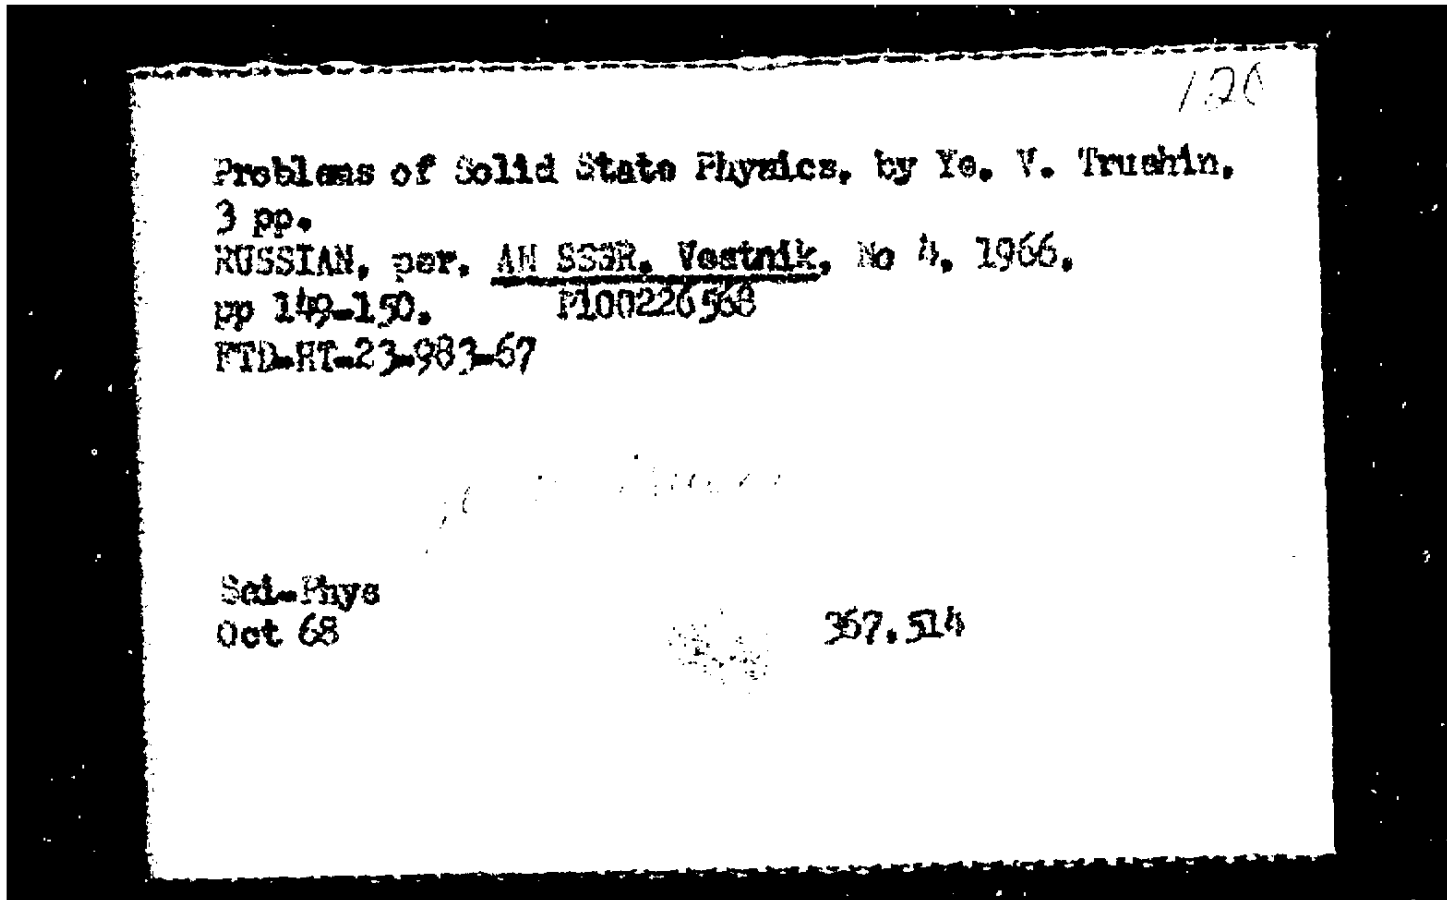 120
Problems of Solid State Physics, by Ye. V. Trushin,
3 pp.
RUSSIAN, per, AN SSSR, Vestnik, No 4, 1966,
pp 149-150. P100226568
FTD-HT-23-983-67
Sci-Phys
Oct 68
367,514